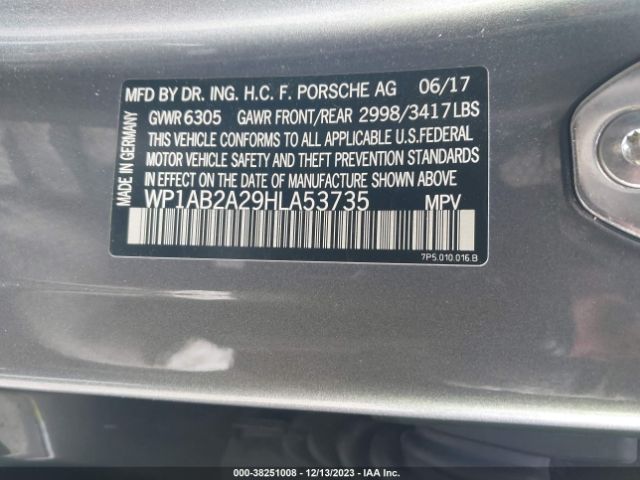 MFD BY DR. ING. H.C. F. PORSCHE AG 06/17
GVWR 6305 GAWR FRONT/REAR 2998/3417LBS
THIS VEHICLE CONFORMS TO ALL APPLICABLE U.S.FEDERAL
MOTOR VEHICLE SAFETY AND THEFT PREVENTION STANDARDS
IN EFFECT ON THE DATE OF MANUFACTURE SHOWN ABOVE
WP1AB2A29HLA53735 MPV
MADE IN GERMANY
7P5.010.016.B
000-38251008 - 12/13/2023 - IAA Inc.